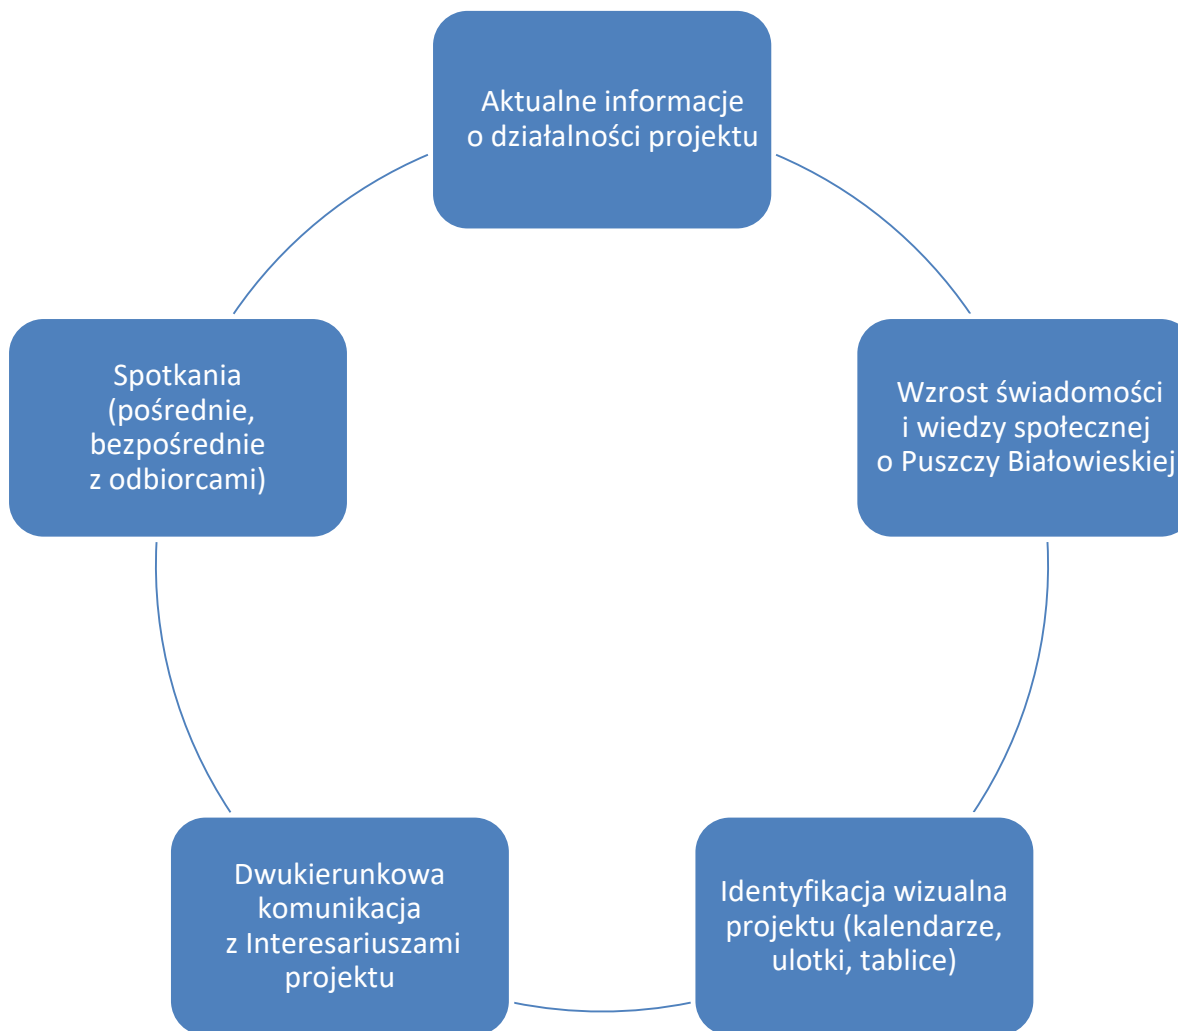 Aktualne informacje
o działalności projektu
Wzrost świadomości
i wiedzy społecznej
o Puszczy Białowieskiej
Identyfikacja wizualna
projektu (kalendarze,
ulotki, tablice)
Dwukierunkowa
komunikacja
z Interesariuszami
projektu
Spotkania
(pośrednie,
bezpośrednie
z odbiorcami)